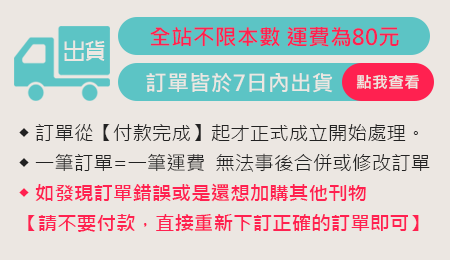 出貨
全站不限本數 運費為80元
訂單皆於7日內出貨
點我查看
◆ 訂單從【付款完成】起才正式成立開始處理。
◆ 一筆訂單=一筆運費 無法事後合併或修改訂單
◆ 如發現訂單錯誤或是還想加購其他刊物
【請不要付款，直接重新下訂正確的訂單即可】